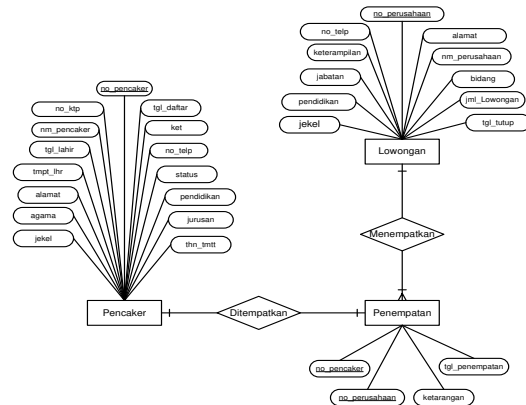 no_perusahaan
no_telp
alamat
keterampilan
nm_perusahaan
jabatan
bidang
pendidikan
jml_Lowongan
jekel
tgl_tutup
Lowongan
no_pencaker
no_ktp
tgl_daftar
nm_pencaker
ket
tgl_lahir
no_telp
tmpt_lhr
status
alamat
pendidikan
agama
jurusan
jekel
thn_tmtt
Menempatkan
Pencaker
Ditempatkan
Penempatan
no_pencaker
tgl_penempatan
no_perusahaan
ketarangan